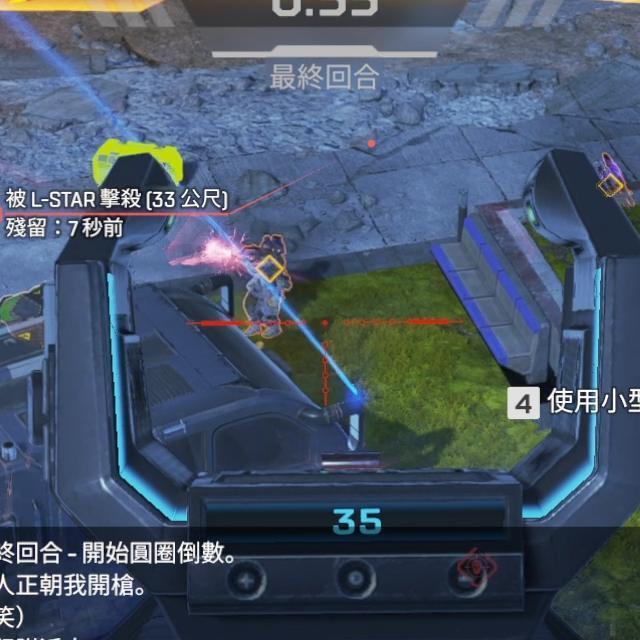 0:55
最終回合
被 L-STAR 擊殺 (33 公尺)
殘留：7 秒前
4 使用小型
35
終回合 - 開始圓圈倒數。
人正朝我開槍。
笑)